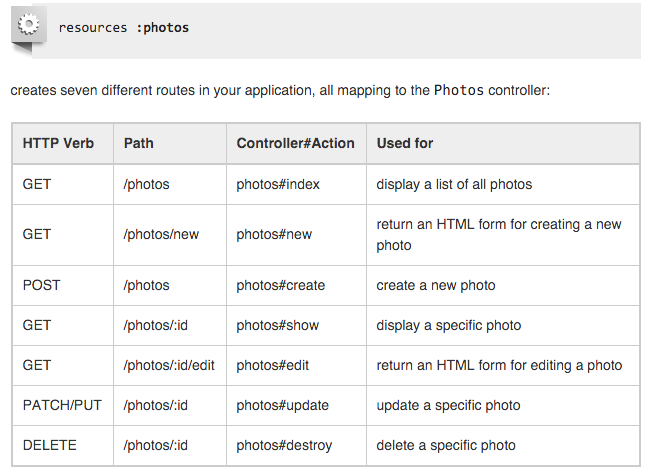 resources :photos
creates seven different routes in your application, all mapping to the Photos controller:
HTTP Verb Path Controller#Action Used for
GET /photos photos#index display a list of all photos
GET /photos/new photos#new return an HTML form for creating a new
photo
POST /photos photos#create create a new photo
GET /photos/:id photos#show display a specific photo
GET /photos/:id/edit photos#edit return an HTML form for editing a photo
PATCH/PUT /photos/:id photos#update update a specific photo
DELETE /photos/:id photos#destroy delete a specific photo